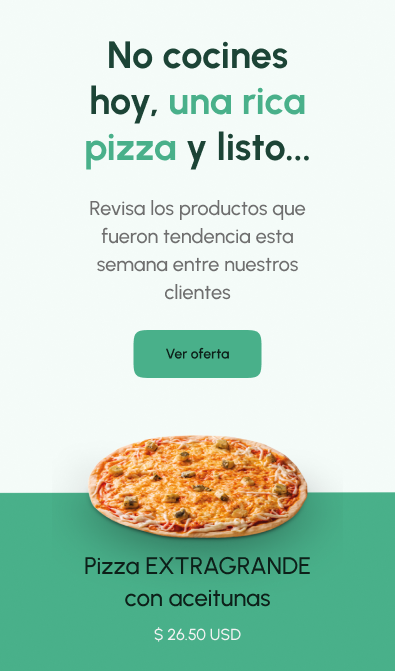 No cocines
hoy, una rica
pizza y listo...
Revisa los productos que
fueron tendencia esta
semana entre nuestros
clientes
Ver oferta
Pizza EXTRAGRANDE
con aceitunas
$ 26.50 USD